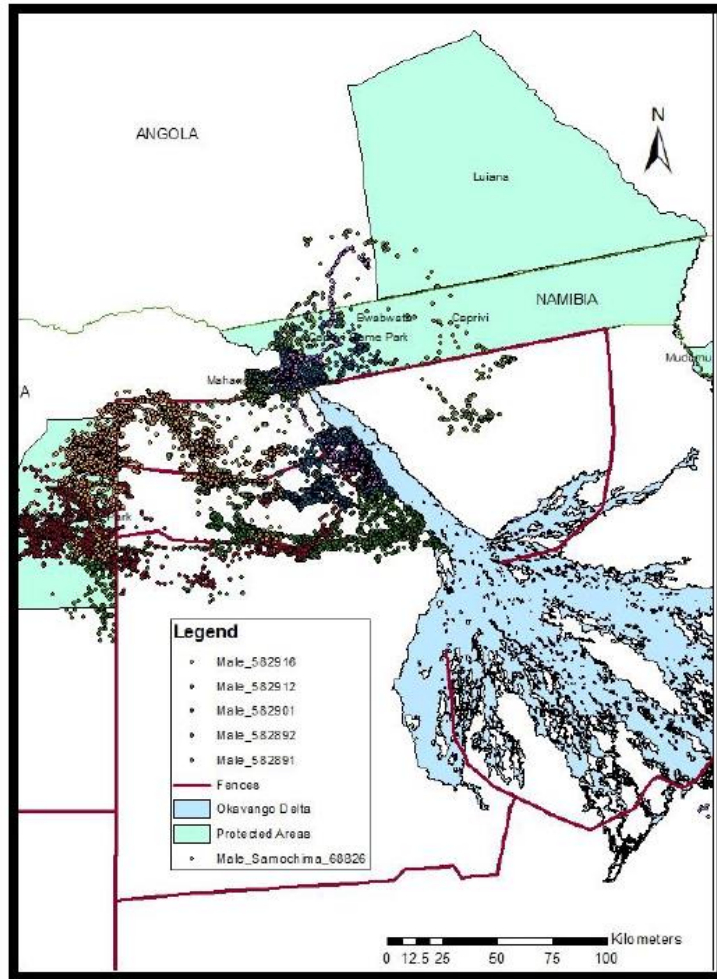 ANGOLA
N
Luiana
NAMIBIA
Bwabwata
Caprivi
Game Park
Maha
Mudumu
A
Legend
Male_582916
Male_582912
Male_582901
Male_582892
Male_582891
Fences
Okavango Delta
Protected Areas
Male_Samochima_68826
Kilometers
0 12.5 25 50 75 100